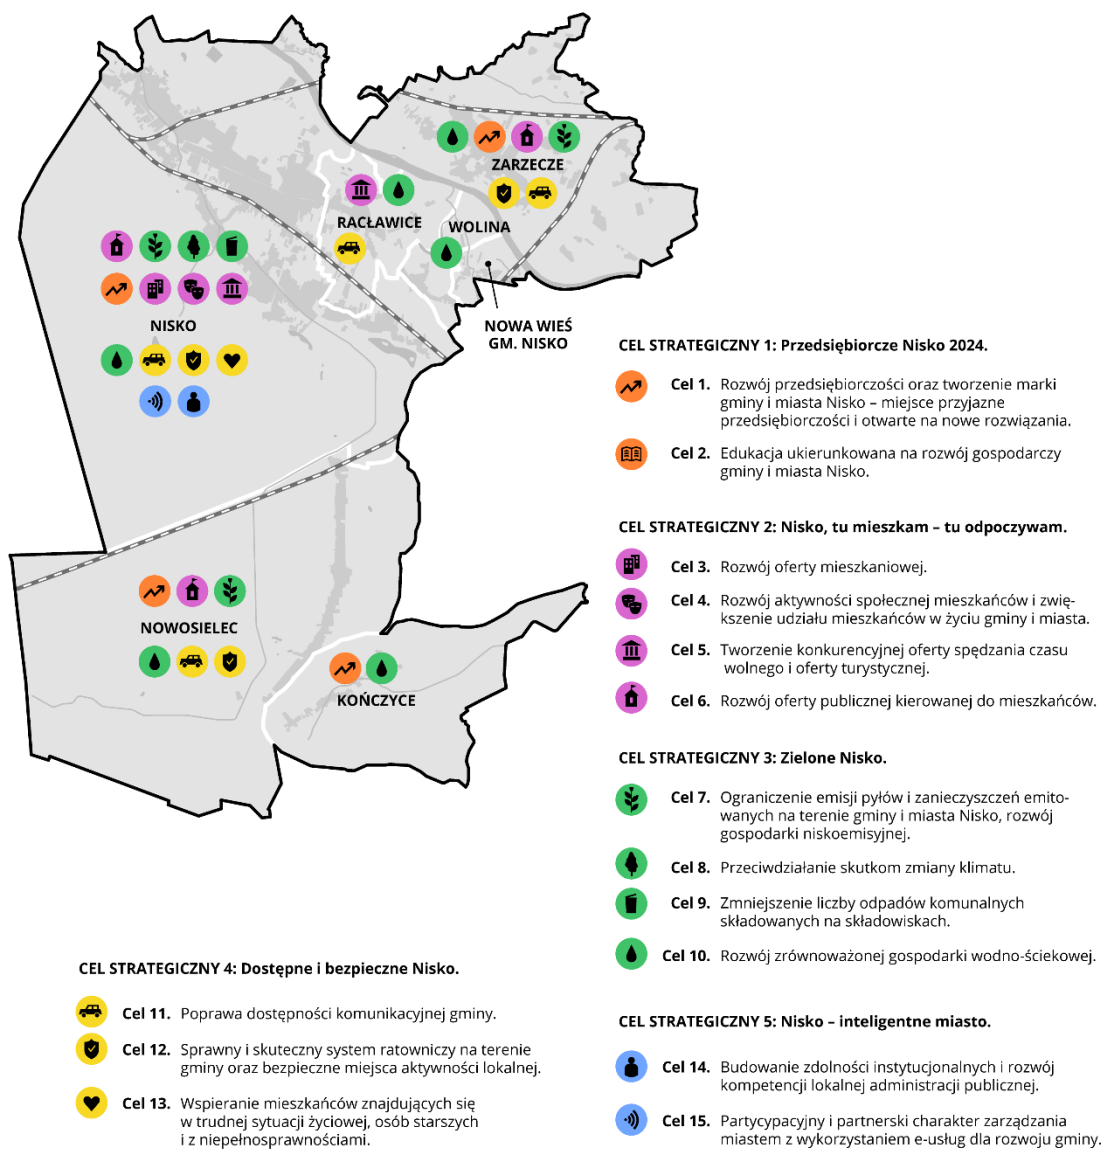 ZARZECZE
RACŁAWICE
WOLINA
NOWA WIEŚ
GM. NISKO
NISKO
NOWOSIELEC
KOŃCZYCE
CEL STRATEGICZNY 1: Przedsiębiorcze Nisko 2024.
Cel 1. Rozwój przedsiębiorczości oraz tworzenie marki
gminy i miasta Nisko – miejsce przyjazne
przedsiębiorczości i otwarte na nowe rozwiązania.
Cel 2. Edukacja ukierunkowana na rozwój gospodarczy
gminy i miasta Nisko.
CEL STRATEGICZNY 2: Nisko, tu mieszkam – tu odpoczywam.
Cel 3. Rozwój oferty mieszkaniowej.
Cel 4. Rozwój aktywności społecznej mieszkańców i zwię-
kszenie udziału mieszkańców w życiu gminy i miasta.
Cel 5. Tworzenie konkurencyjnej oferty spędzania czasu
wolnego i oferty turystycznej.
Cel 6. Rozwój oferty publicznej kierowanej do mieszkańców.
CEL STRATEGICZNY 3: Zielone Nisko.
Cel 7. Ograniczenie emisji pyłów i zanieczyszczeń emito-
wanych na terenie gminy i miasta Nisko, rozwój
gospodarki niskoemisyjnej.
Cel 8. Przeciwdziałanie skutkom zmiany klimatu.
Cel 9. Zmniejszenie liczby odpadów komunalnych
składowanych na składowiskach.
Cel 10. Rozwój zrównoważonej gospodarki wodno-ściekowej.
CEL STRATEGICZNY 4: Dostępne i bezpieczne Nisko.
Cel 11. Poprawa dostępności komunikacyjnej gminy.
Cel 12. Sprawny i skuteczny system ratowniczy na terenie
gminy oraz bezpieczne miejsca aktywności lokalnej.
Cel 13. Wspieranie mieszkańców znajdujących się
w trudnej sytuacji życiowej, osób starszych
i z niepełnosprawnościami.
CEL STRATEGICZNY 5: Nisko – inteligentne miasto.
Cel 14. Budowanie zdolności instytucjonalnych i rozwój
kompetencji lokalnej administracji publicznej.
Cel 15. Partycypacyjny i partnerski charakter zarządzania
miastem z wykorzystaniem e-usług dla rozwoju gminy.